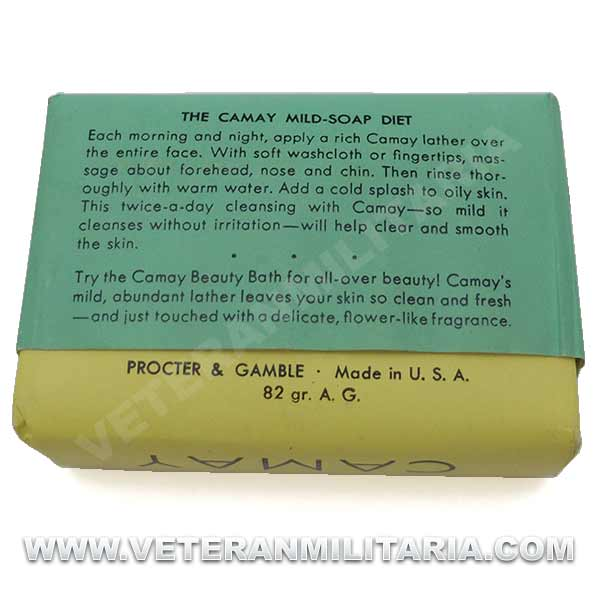 THE CAMAY MILD-SOAP DIET
Each morning and night, apply a rich Camay lather over
the entire face. With soft washcloth or fingertips, mas-
sage about forehead, nose and chin. Then rinse thor-
oughly with warm water. Add a cold splash to oily skin.
This twice-a-day cleansing with Camay—so mild it
cleanses without irritation—will help clear and smooth
the skin.
Try the Camay Beauty Bath for all-over beauty! Camay's
mild, abundant lather leaves your skin so clean and fresh
—and just touched with a delicate, flower-like fragrance.
PROCTER & GAMBLE · Made in U. S. A.
82 gr. A. G.
CAMAY
VETERANMILITARIA
WWW.VETERANMILITARIA.COM